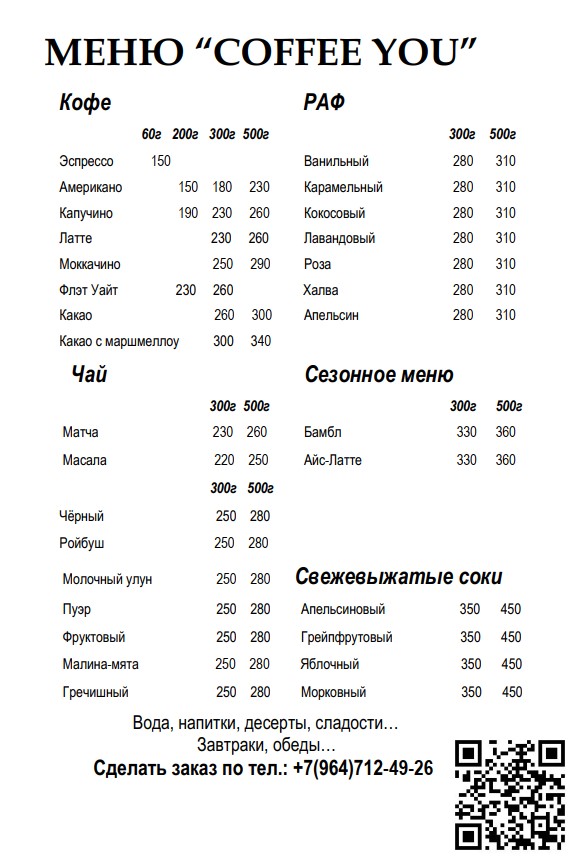 МЕНЮ “COFFEE YOU”
Кофе
60г 200г 300г 500г
Эспрессо 150
Американо 150 180 230
Капучино 190 230 260
Латте 230 260
Моккачино 250 290
Флэт Уайт 230 260
Какао 260 300
Какао с маршмеллоу 300 340
РАФ
300г 500г
Ванильный 280 310
Карамельный 280 310
Кокосовый 280 310
Лавандовый 280 310
Роза 280 310
Халва 280 310
Апельсин 280 310
Чай
300г 500г
Матча 230 260
Масала 220 250
300г 500г
Чёрный 250 280
Ройбуш 250 280
Молочный улун 250 280
Пуэр 250 280
Фруктовый 250 280
Малина-мята 250 280
Гречишный 250 280
Сезонное меню
300г 500г
Бамбл 330 360
Айс-Латте 330 360
Свежевыжатые соки
Апельсиновый 350 450
Грейпфрутовый 350 450
Яблочный 350 450
Морковный 350 450
Вода, напитки, десерты, сладости…
Завтраки, обеды…
Сделать заказ по тел.: +7(964)712-49-26